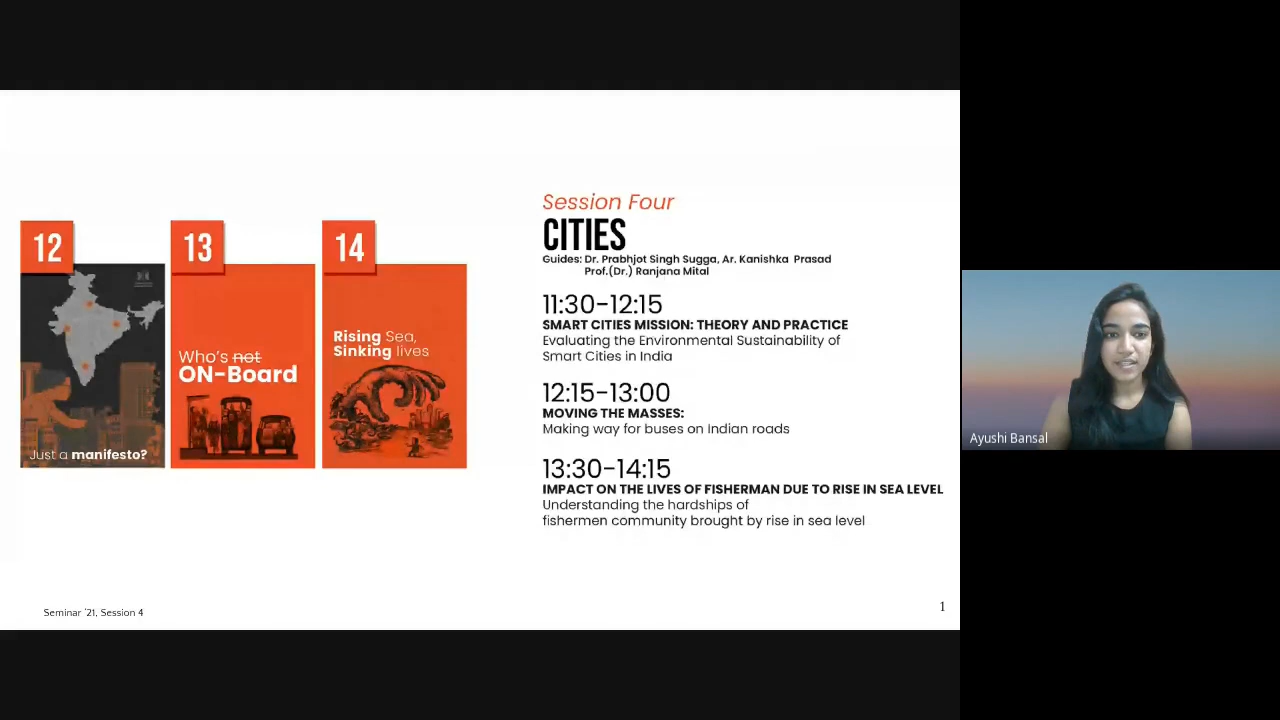 12
13
14
Just a manifesto?
Who's not
ON-Board
Rising Sea,
Sinking lives
Session Four
CITIES
Guides: Dr. Prabhjot Singh Sugga, Ar. Kanishka Prasad
Prof.(Dr.) Ranjana Mital
11:30-12:15
SMART CITIES MISSION: THEORY AND PRACTICE
Evaluating the Environmental Sustainability of
Smart Cities in India
12:15-13:00
MOVING THE MASSES:
Making way for buses on Indian roads
13:30-14:15
IMPACT ON THE LIVES OF FISHERMAN DUE TO RISE IN SEA LEVEL
Understanding the hardships of
fishermen community brought by rise in sea level
Seminar '21, Session 4
1
Ayushi Bansal